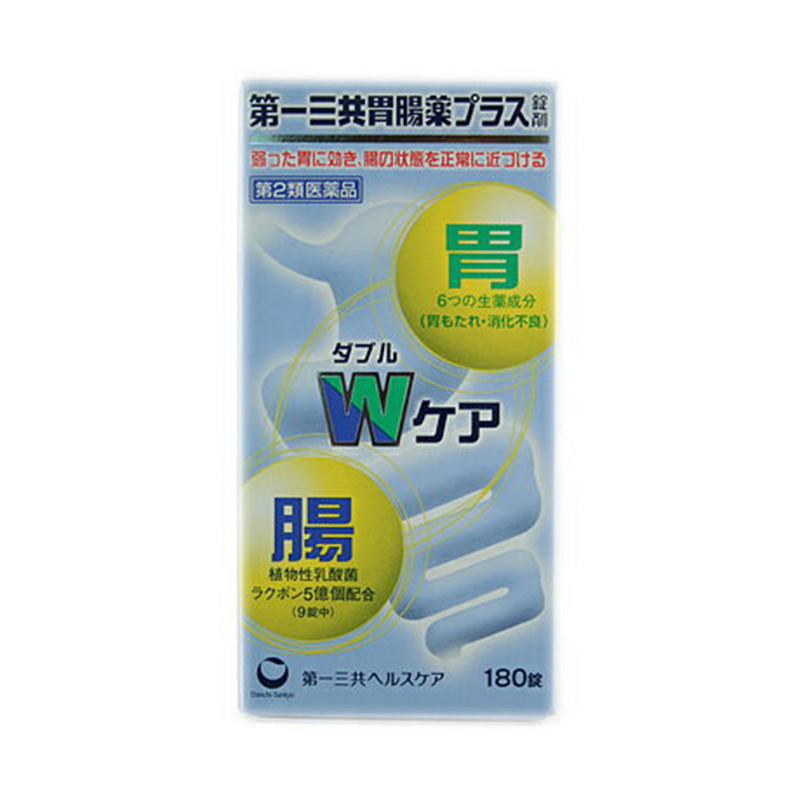 第一三共胃腸薬プラス錠剤
弱った胃に効き、腸の状態を正常に近づける
第2類医薬品
胃
6つの生薬成分
(胃もたれ・消化不良)
ダブル
Wケア
腸
植物性乳酸菌
ラクボン5億個配合
(9錠中)
Daiichi-Sankyo
第一三共ヘルスケア
180錠